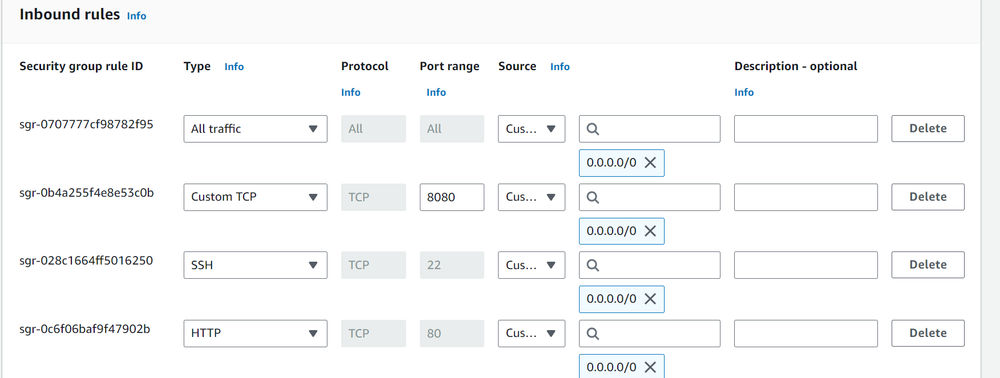 Inbound rules Info
Security group rule ID Type Info Protocol Info Port range Info Source Info Description - optional Info
sgr-0707777cf98782f95 All traffic All All Cus... Delete
0.0.0.0/0
sgr-0b4a255f4e8e53c0b Custom TCP TCP 8080 Cus... Delete
0.0.0.0/0
sgr-028c1664ff5016250 SSH TCP 22 Cus... Delete
0.0.0.0/0
sgr-0c6f06baf9f47902b HTTP TCP 80 Cus... Delete
0.0.0.0/0